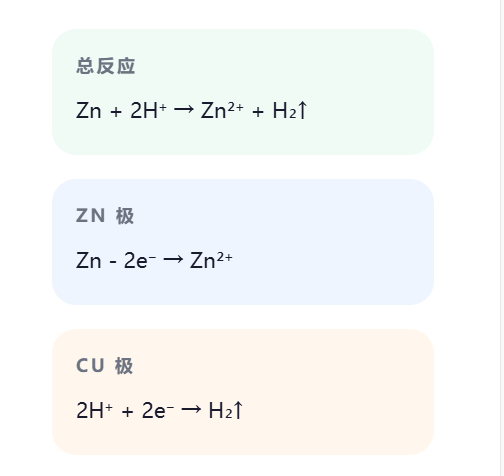 总反应
Zn + 2H⁺ → Zn²⁺ + H₂↑
ZN 极
Zn - 2e⁻ → Zn²⁺
CU 极
2H⁺ + 2e⁻ → H₂↑